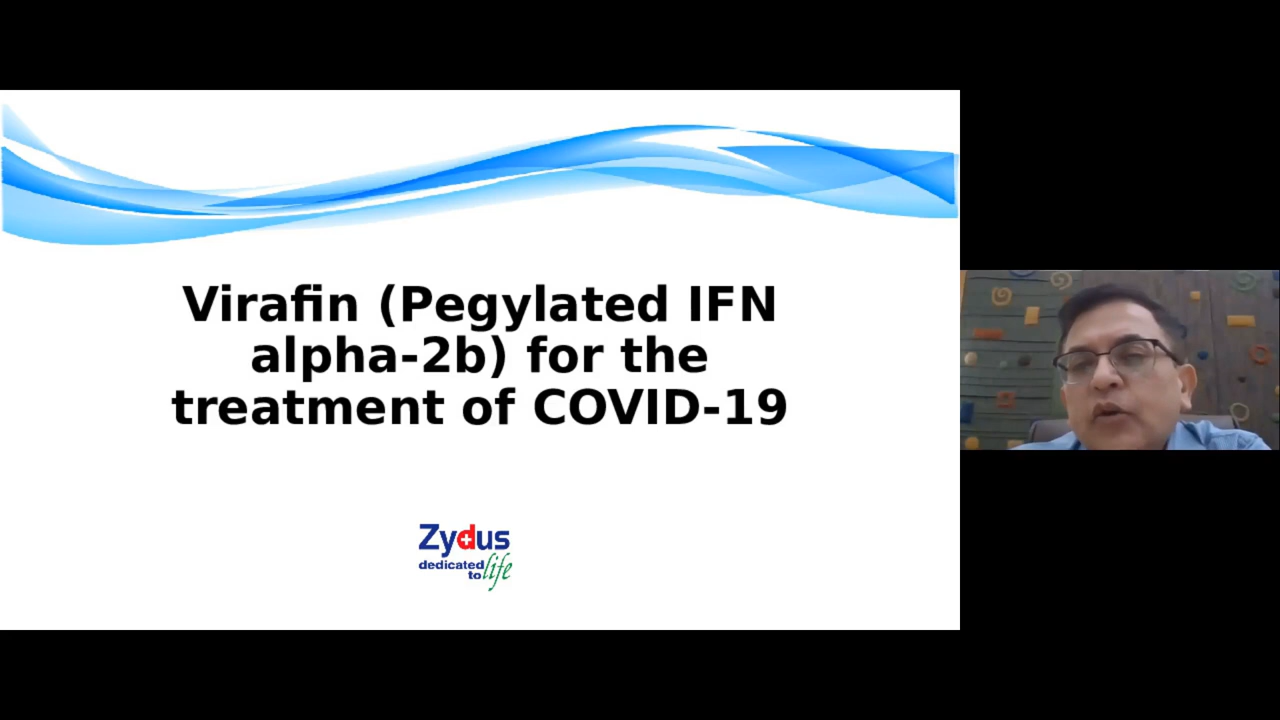 Virafin (Pegylated IFN
alpha-2b) for the
treatment of COVID-19
Zydus
dedicated
to life